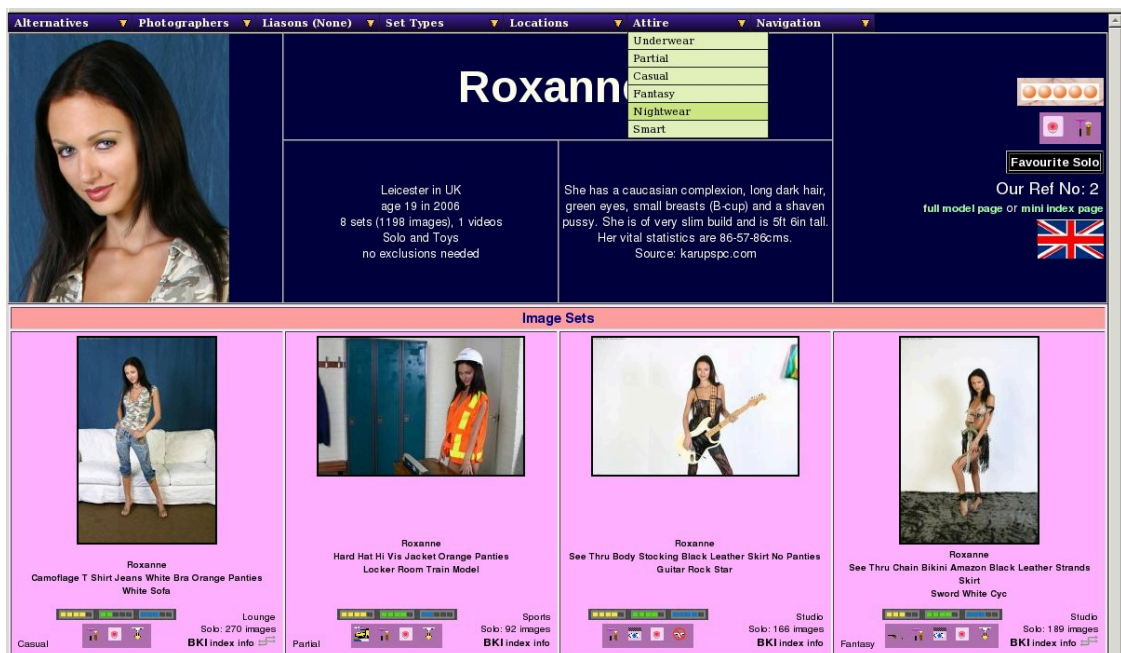 Alternatives
Photographers
Liasons (None)
Set Types
Locations
Attire
Navigation
Underwear
Partial
Casual
Fantasy
Nightwear
Smart
Roxanne
Leicester in UK
age 19 in 2006
8 sets (1198 images), 1 videos
Solo and Toys
no exclusions needed
She has a caucasian complexion, long dark hair,
green eyes, small breasts (B-cup) and a shaven
pussy. She is of very slim build and is 5ft 6in tall.
Her vital statistics are 86-57-86cms.
Source: karupspc.com
Favourite Solo
Our Ref No: 2
full model page or mini index page
Image Sets
Roxanne
Camoflage T Shirt Jeans White Bra Orange Panties
White Sofa
Lounge
Solo: 270 images
Casual
BKI index info
Roxanne
Hard Hat Hi Vis Jacket Orange Panties
Locker Room Train Model
Sports
Solo: 92 images
Partial
BKI index info
Roxanne
See Thru Body Stocking Black Leather Skirt No Panties
Guitar Rock Star
Studio
Solo: 166 images
BKI index info
Roxanne
See Thru Chain Bikini Amazon Black Leather Strands
Skirt
Sword White Cyc
Studio
Solo: 189 images
Fantasy
BKI index info